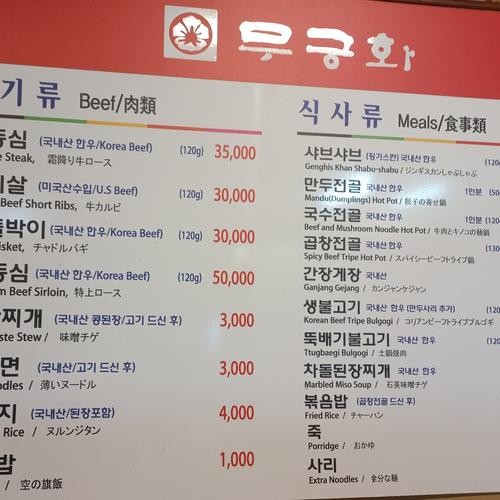 무궁화
기 류 Beef/肉類
등심 (국내산 한우/Korea Beef) (120g) 35,000
e Steak, 霜降り牛ロース
비살 (미국산수입/U.S Beef) (120g) 30,000
Beef Short Ribs, 牛カルビ
돌박이 (국내산 한우/Korea Beef) (120g) 30,000
isket, チャドルバギ
등심 (국내산 한우/Korea Beef) (120g) 50,000
m Beef Sirloin, 特上ロース
찌개 (국내산 콩된장/고기 드신 후) 3,000
ste Stew / 味噌チゲ
면 (국내산/고기 드신 후) 3,000
odles / 薄いヌードル
지 (국내산/된장포함) 4,000
Rice / ヌルンジタン
밥 1,000
/ 空の旗飯
식 사 류 Meals/食事類
샤브샤브 (징기스칸) 국내산 한우 (120
Genghis Khan Shabu-shabu / ジンギスカンしゃぶしゃぶ
만두전골 국내산 한우 1인분 (50
Mandu(Dumplings) Hot Pot / 餃子の寄せ鍋
국수전골 국내산 한우 1인분 (120
Beef and Mushroom Noodle Hot Pot / 牛肉とキノコの麺鍋
곱창전골 국내산 한우 (130
Spicy Beef Tripe Hot Pot / スパイシービーフトライプ鍋
간장게장 국내산
Ganjang Gejang / カンジャンケジャン
생불고기 국내산 한우 (만두사리 추가) (120
Korean Beef Tripe Bulgogi / コリアンビーフトライプブルゴギ
뚝배기불고기 국내산 한우 (120
Ttugbaegi Bulgogi / 土鍋焼肉
차돌된장찌개 국내산 한우
Marbled Miso Soup / 石英味噌チゲ
볶음밥 (곱창전골 드신후)
Fried Rice / チャーハン
죽
Porridge / おかゆ
사리
Extra Noodles / 余分な麺